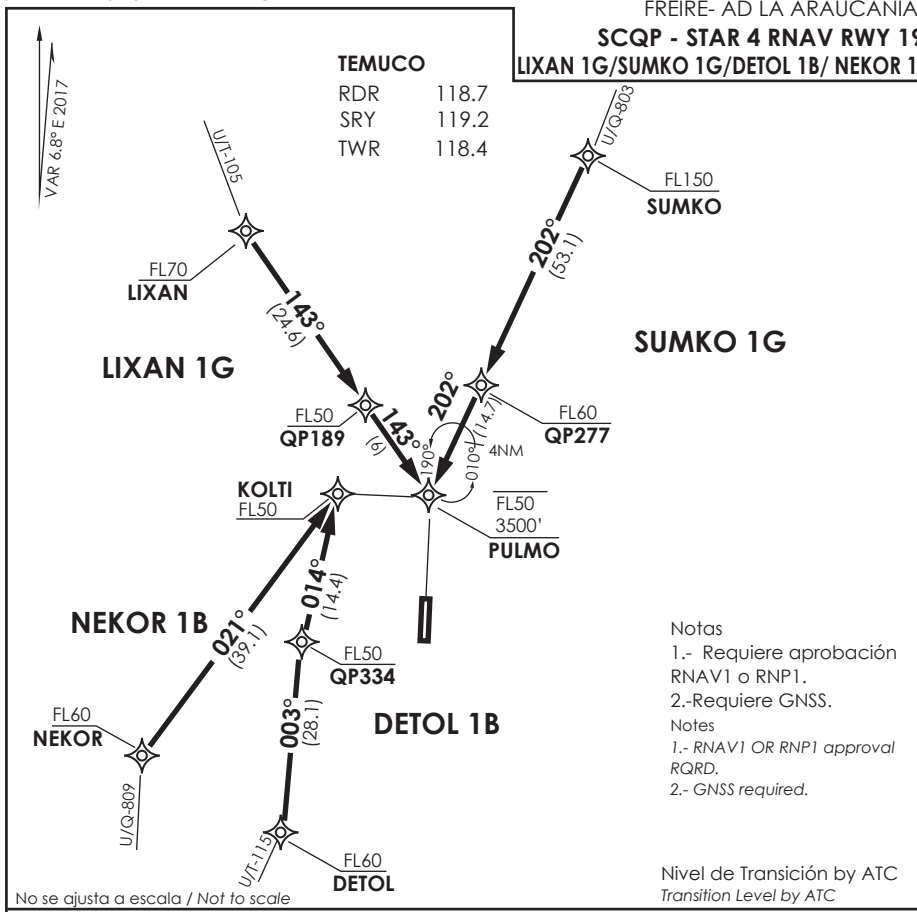 FREIRE- AD LA ARAUCANIA
SCQP - STAR 4 RNAV RWY 19
LIXAN 1G/SUMKO 1G/DETOL 1B/ NEKOR 1
VAR 6.8° E 2017
TEMUCO
RDR 118.7
SRY 119.2
TWR 118.4
U/T-105
U/Q-803
FL150
SUMKO
FL70
LIXAN
202°
(53.1)
143°
(24.6)
LIXAN 1G
SUMKO 1G
FL50
QP189
143°
(6)
202°
(14.7)
FL60
QP277
190°
010°
4NM
KOLTI
FL50
FL50
3500'
PULMO
NEKOR 1B
021°
(39.1)
014°
(14.4)
FL50
QP334
DETOL 1B
003°
(28.1)
FL60
NEKOR
U/Q-809
U/T-115
FL60
DETOL
Notas
1.- Requiere aprobación
RNAV1 o RNP1.
2.-Requiere GNSS.
Notes
1.- RNAV1 OR RNP1 approval
RQRD.
2.- GNSS required.
Nivel de Transición by ATC
Transition Level by ATC
No se ajusta a escala / Not to scale